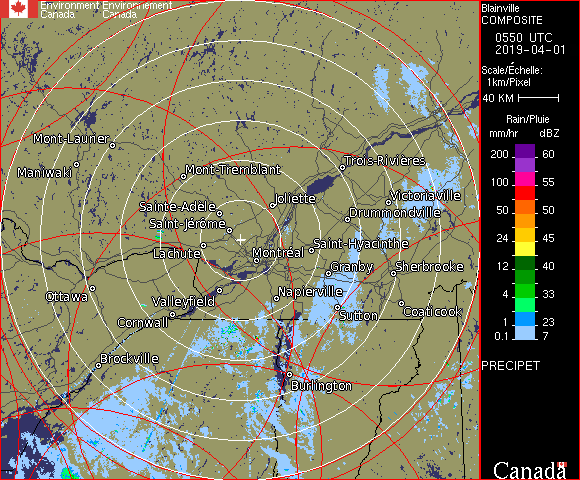 Environment Environnement
Canada Canada
Blainville
COMPOSITE
0550 UTC
2019-04-01
Scale/Échelle:
1km/Pixel
40 KM
Rain/Pluie
mm/hr dBZ
200 60
100 55
50 50
24 45
12 40
4 33
1 23
0.1 7
PRECIPET
Canada
Mont-Laurier
Maniwaki
Mont-Tremblant
Trois-Rivières
Joliette
Victoriaville
Sainte-Adele
Drummondville
Saint-Jérôme
Lachute
Montréal
Saint-Hyacinthe
Granby
Sherbrooke
Ottawa
Valleyfield
Napierville
Cornwall
Sutton
Coaticook
Brockville
Burlington